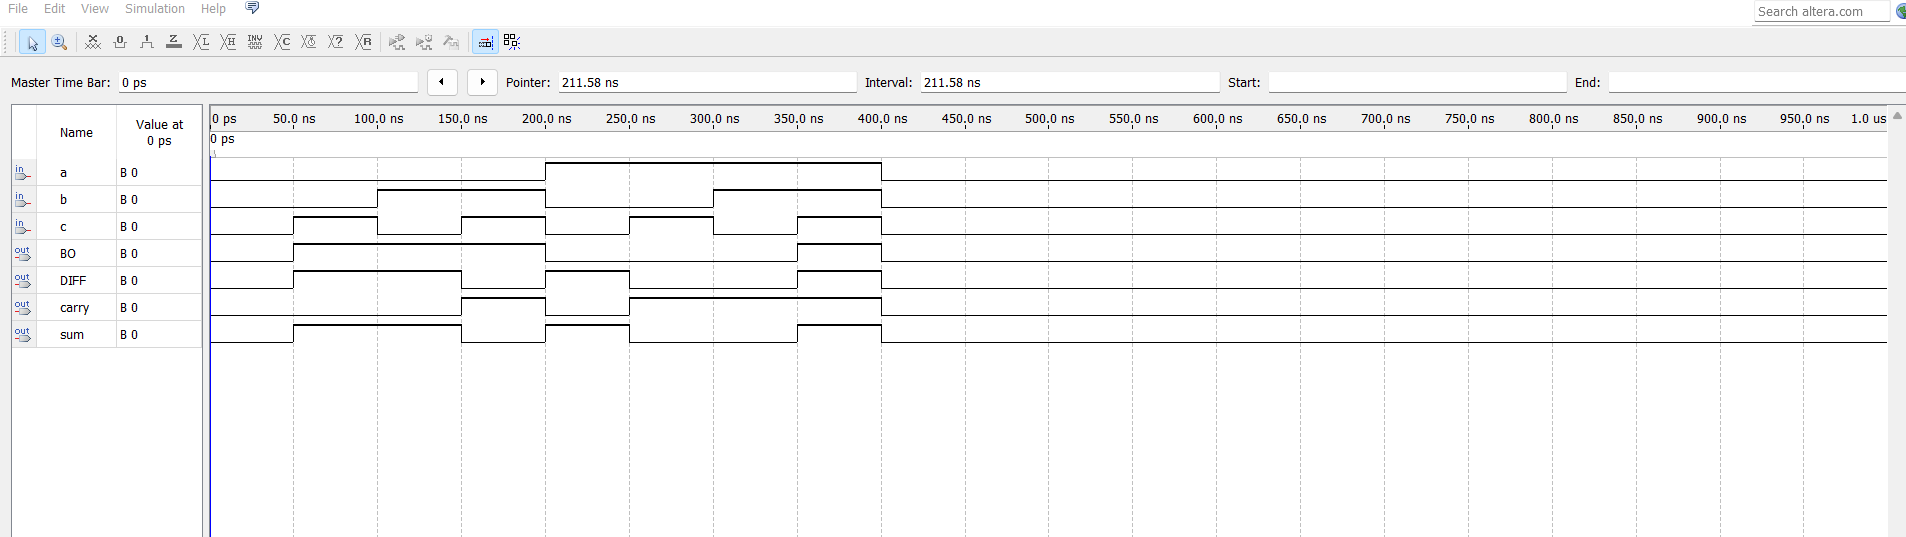 File Edit View Simulation Help
Search altera.com
Master Time Bar: 0 ps Pointer: 211.58 ns Interval: 211.58 ns Start: End:
Name Value at 0 ps
0 ps 50.0 ns 100.0 ns 150.0 ns 200.0 ns 250.0 ns 300.0 ns 350.0 ns 400.0 ns 450.0 ns 500.0 ns 550.0 ns 600.0 ns 650.0 ns 700.0 ns 750.0 ns 800.0 ns 850.0 ns 900.0 ns 950.0 ns 1.0 us
0 ps
in a B 0
in b B 0
in c B 0
out BO B 0
out DIFF B 0
out carry B 0
out sum B 0